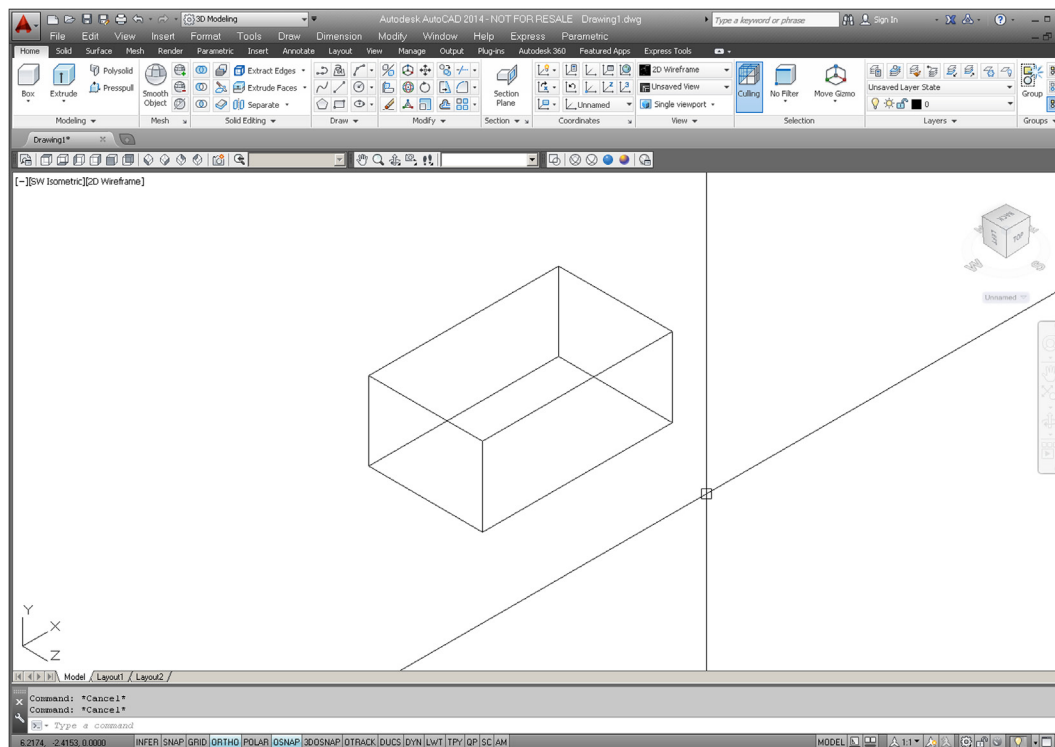 3D Modeling Autodesk AutoCAD 2014 - NOT FOR RESALE Drawing1.dwg Type a keyword or phrase Sign In
File Edit View Insert Format Tools Draw Dimension Modify Window Help Express Parametric
Home Solid Surface Mesh Render Parametric Insert Annotate Layout View Manage Output Plug-ins Autodesk 360 Featured Apps Express Tools
Polysolid Extract Edges 2D Wireframe
Presspull Extrude Faces Unsaved View Unsaved Layer State
Box Extrude Smooth Object Separate Section Plane Unnamed Single viewport Culling No Filter Move Gizmo 0 Group
Modeling Mesh Solid Editing Draw Modify Section Coordinates View Selection Layers Groups
Drawing1*
[–][SW Isometric][2D Wireframe]
BACK
LEFT TOP
W S
Unnamed
Y
X
Z
Model Layout1 Layout2
Command: *Cancel*
Command: *Cancel*
Type a command
6.2174, -2.4153, 0.0000 INFER SNAP GRID ORTHO POLAR OSNAP 3DOSNAP OTRACK DUCS DYN LWT TPY QP SC AM MODEL 1:1